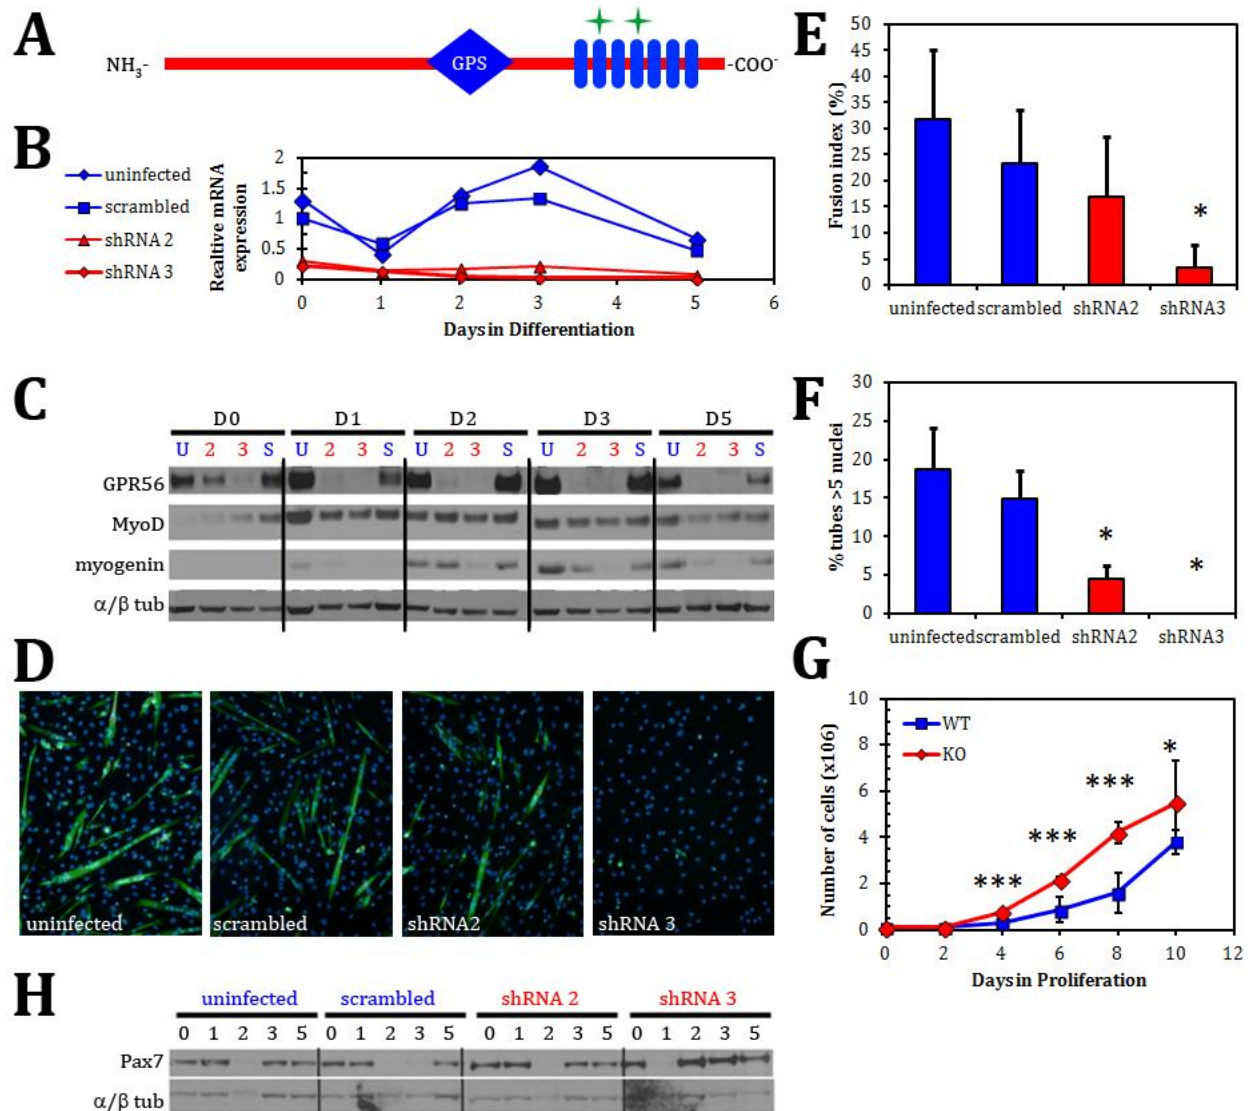 A
NH3-
GPS
-COO-
B
uninfected
scrambled
shRNA 2
shRNA 3
Realtive mRNA
expression
2
1.5
1
0.5
0
0 1 2 3 4 5 6
Days in Differentiation
C
D0 D1 D2 D3 D5
U 2 3 S U 2 3 S U 2 3 S U 2 3 S U 2 3 S
GPR56
MyoD
myogenin
α/β tub
D
uninfected
scrambled
shRNA2
shRNA 3
E
Fusion index (%)
50
45
40
35
30
25
20
15
10
5
0
*
uninfected scrambled shRNA2 shRNA3
F
% tubes >5 nuclei
30
25
20
15
10
5
0
*
*
uninfected scrambled shRNA2 shRNA3
G
Number of cells (x106)
10
8
6
4
2
0
WT
KO
***
***
***
*
0 2 4 6 8 10 12
Days in Proliferation
H
uninfected scrambled shRNA 2 shRNA 3
0 1 2 3 5 0 1 2 3 5 0 1 2 3 5 0 1 2 3 5
Pax7
α/β tub